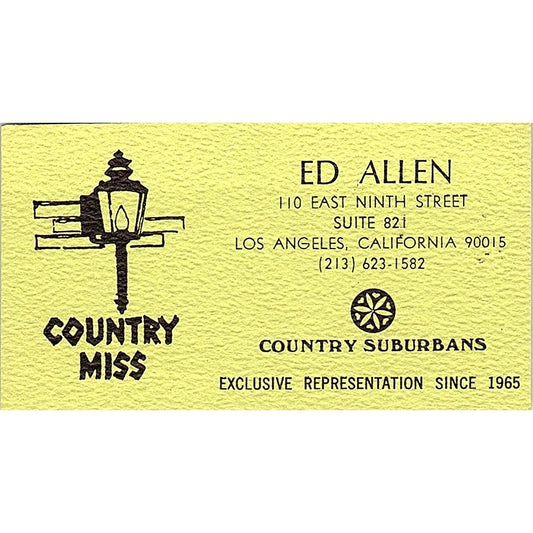 COUNTRY
MISS
ED ALLEN
110 EAST NINTH STREET
SUITE 821
LOS ANGELES, CALIFORNIA 90015
(213) 623-1582
COUNTRY SUBURBANS
EXCLUSIVE REPRESENTATION SINCE 1965